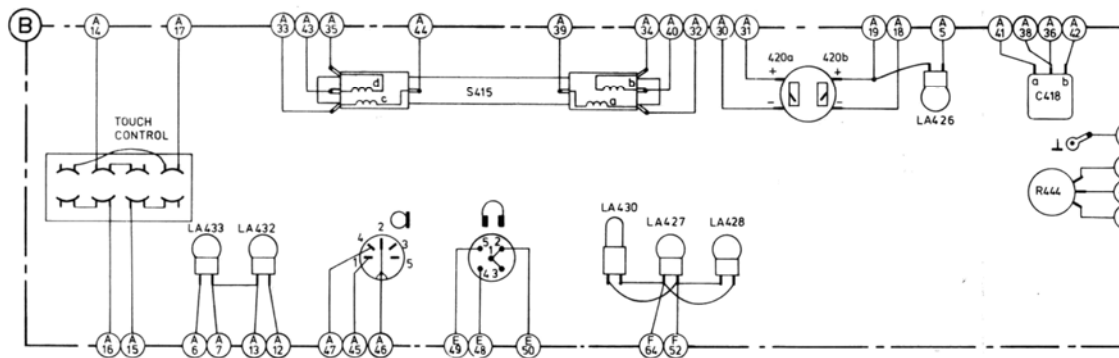 B
A 14
A 17
A 33
A 43
A 35
A 44
A 39
A 34
A 40
A 32
A 30
A 31
A 19
A 18
A 5
A 41
A 38
A 36
A 42
d
c
S415
b
a
420a
420b
+
+
−
−
LA426
a b
C418
TOUCH
CONTROL
R444
LA433
LA432
2
4
3
1
5
5 2
1
4 3
LA430
LA427
LA428
A 16
A 15
A 6
A 7
A 13
A 12
A 47
A 45
A 46
E 49
E 48
E 50
F 64
F 52